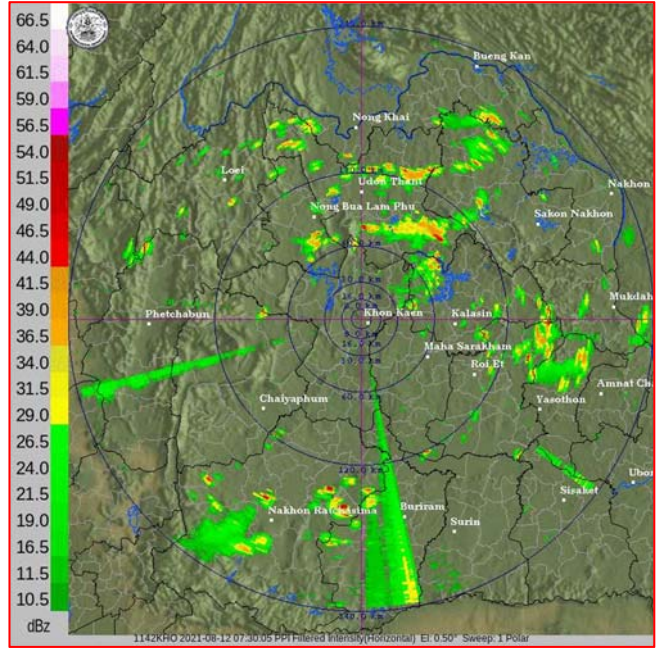 66.5
64.0
61.5
59.0
56.5
54.0
51.5
49.0
46.5
44.0
41.5
39.0
36.5
34.0
31.5
29.0
26.5
24.0
21.5
19.0
16.5
11.5
10.5
dBz
Bueng Kan
Nong Khai
Loei
Udon Thani
Nakhon
Nong Bua Lam Phu
Sakon Nakhon
Mukdah
Phetchabun
Khon Kaen
Kalasin
Maha Sarakham
Roi Et
Amnat Cha
Chaiyaphum
Yasothon
120.0 km
Ubon
Sisaket
Nakhon Ratchasima
Buriram
Surin
1142KHO 2021-08-12 07:30:05 PPI Filtered Intensity(Horizontal) El: 0.50° Sweep: 1 Polar